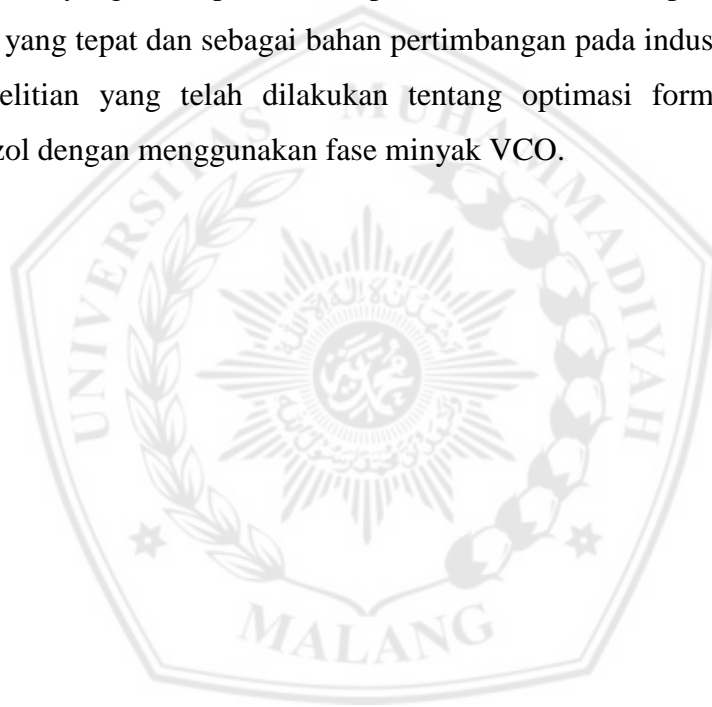 yang tepat dan sebagai bahan pertimbangan pada indus
elitian yang telah dilakukan tentang optimasi form
zol dengan menggunakan fase minyak VCO.
UNIVERSITAS MUHAMMADIYAH
MALANG